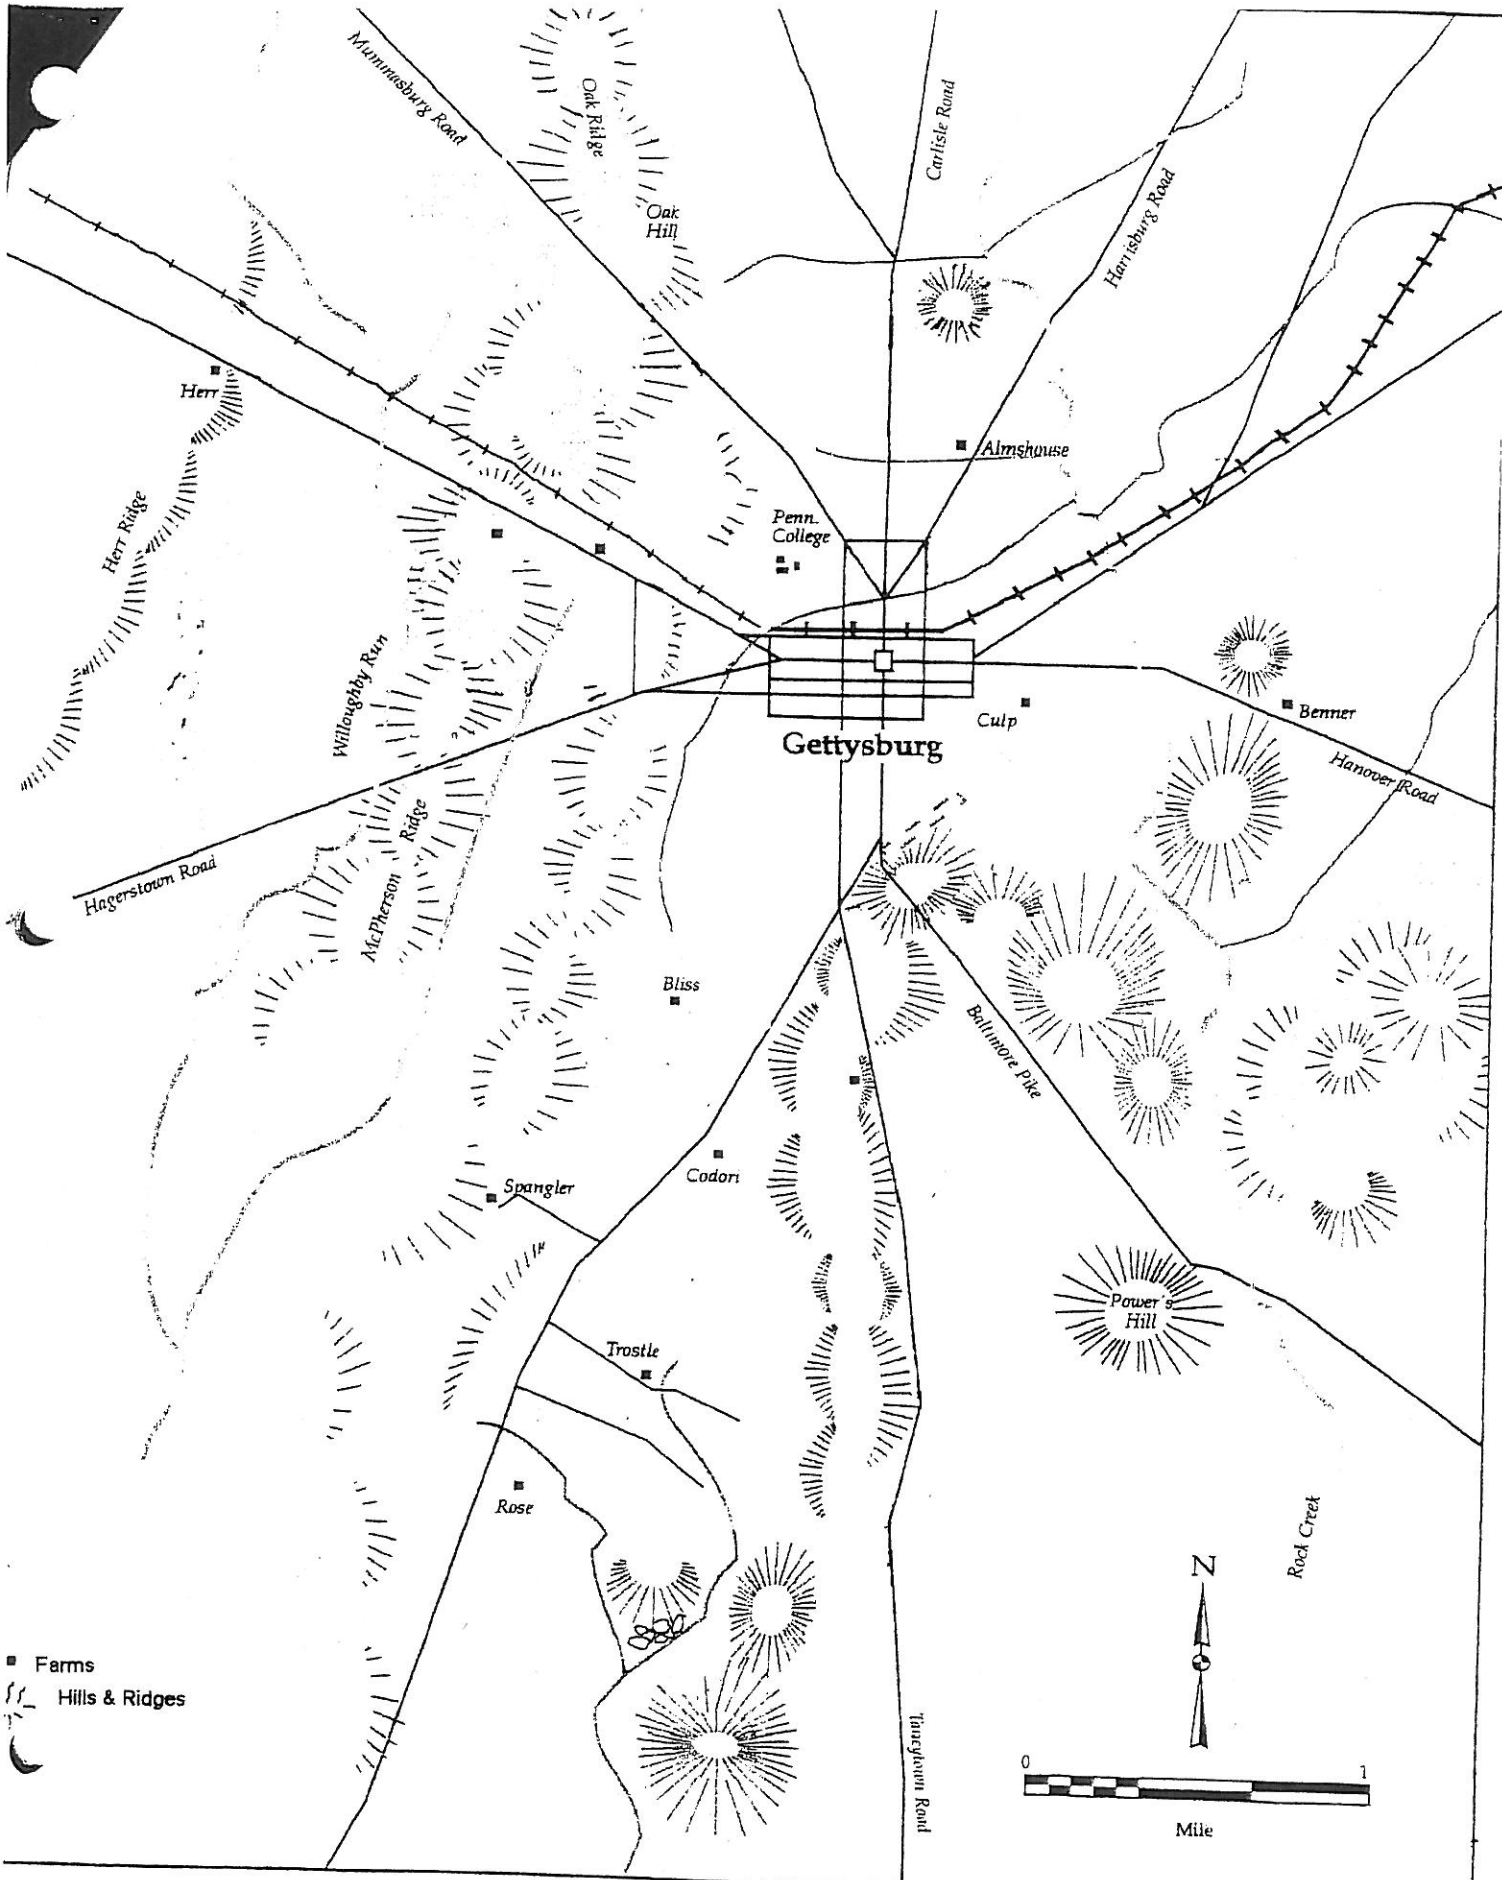 Mummasburg Road
Oak Ridge
Carlisle Road
Oak
Hill
Harrisburg Road
Herr
Almshouse
Herr Ridge
Penn.
College
Willoughby Run
Culp
Benner
Gettysburg
Hanover Road
Ridge
McPherson
Hagerstown Road
Bliss
Baltimore Pike
Codori
Spangler
Power's
Hill
Trostle
Rose
Rock Creek
N
Farms
Hills & Ridges
Taneytown Road
0 1
Mile